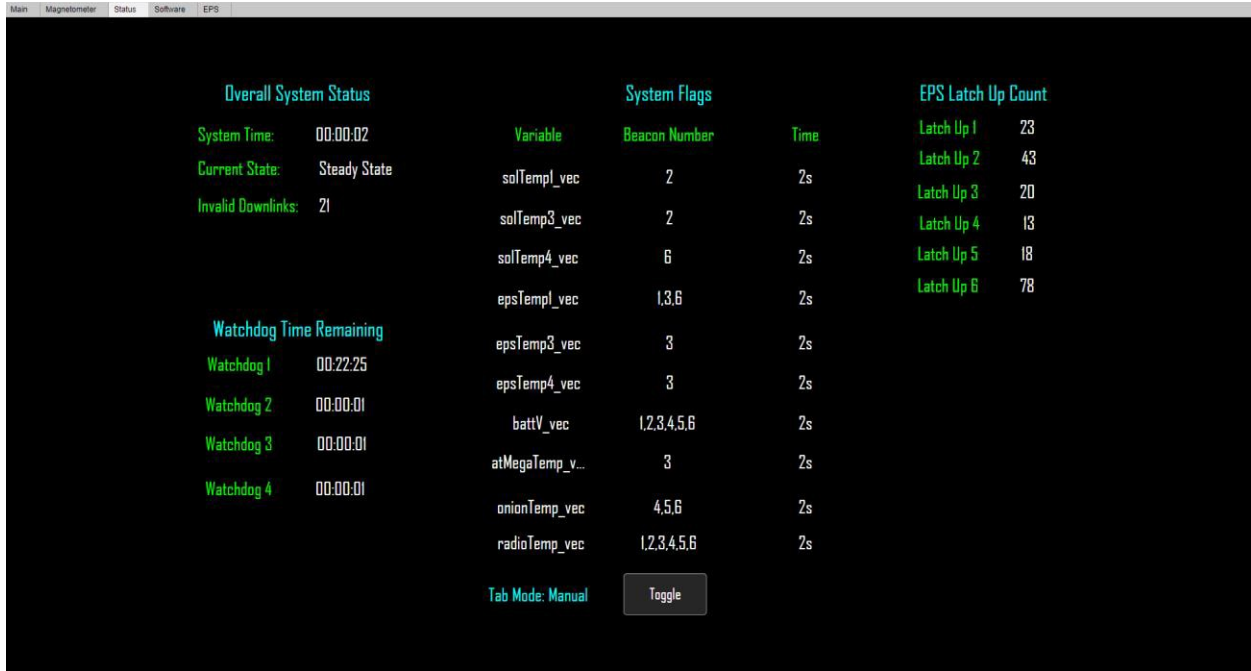 Main Magnetometer Status Software EPS
Overall System Status
System Time: 00:00:02
Current State: Steady State
Invalid Downlinks: 21
Watchdog Time Remaining
Watchdog 1 00:22:25
Watchdog 2 00:00:01
Watchdog 3 00:00:01
Watchdog 4 00:00:01
System Flags
Variable Beacon Number Time
solTemp1_vec 2 2s
solTemp3_vec 2 2s
solTemp4_vec 6 2s
epsTemp1_vec 1,3,6 2s
epsTemp3_vec 3 2s
epsTemp4_vec 3 2s
battV_vec 1,2,3,4,5,6 2s
atMegaTemp_v... 3 2s
onionTemp_vec 4,5,6 2s
radioTemp_vec 1,2,3,4,5,6 2s
Tab Mode: Manual Toggle
EPS Latch Up Count
Latch Up 1 23
Latch Up 2 43
Latch Up 3 20
Latch Up 4 13
Latch Up 5 18
Latch Up 6 78